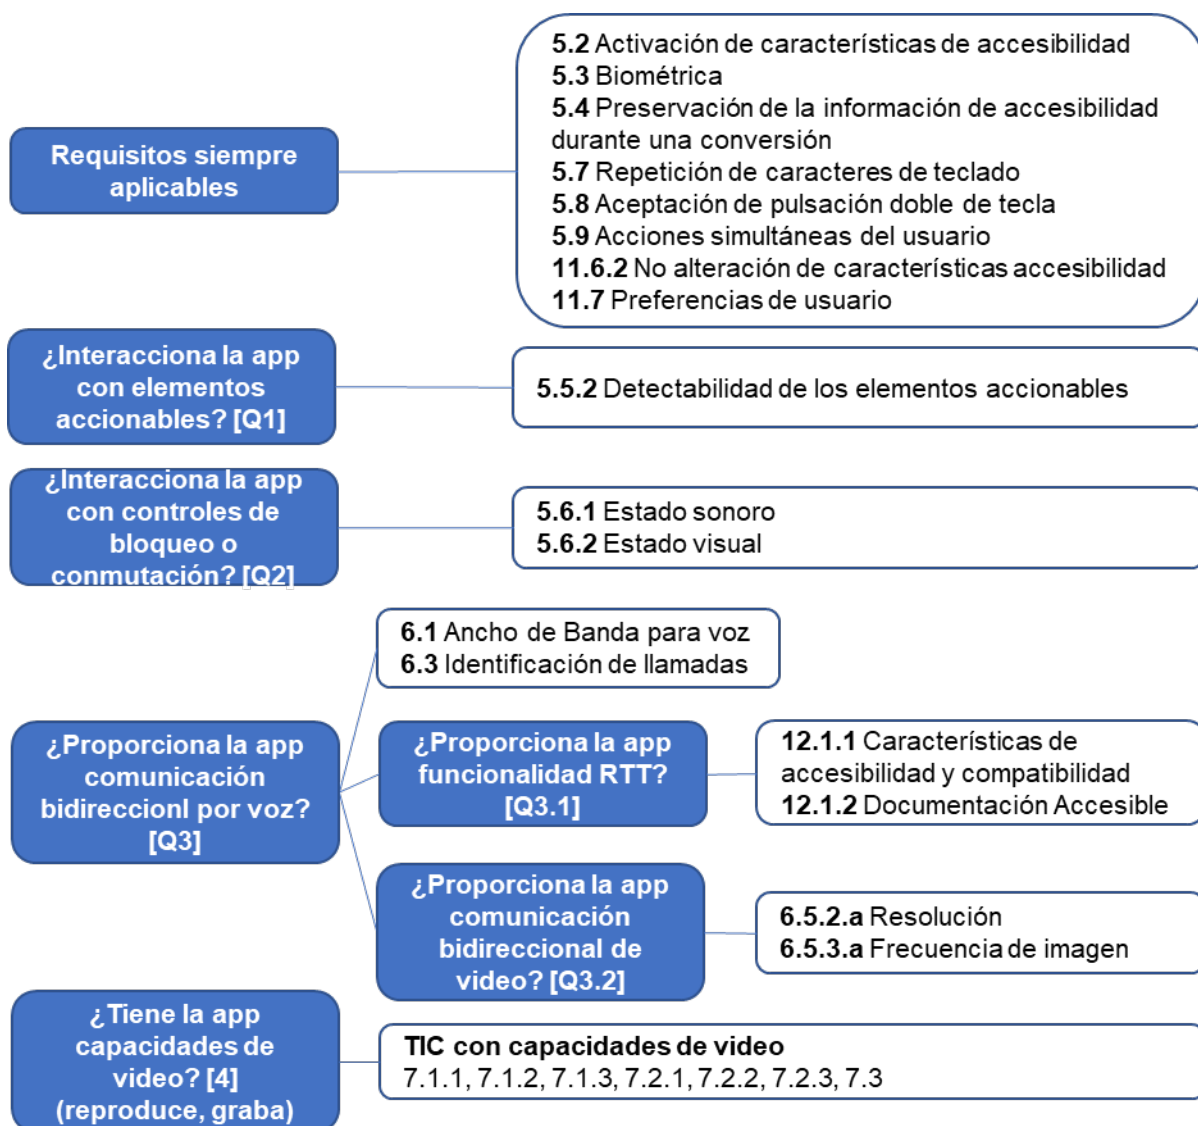 Requisitos siempre
aplicables
5.2 Activación de características de accesibilidad
5.3 Biométrica
5.4 Preservación de la información de accesibilidad
durante una conversión
5.7 Repetición de caracteres de teclado
5.8 Aceptación de pulsación doble de tecla
5.9 Acciones simultáneas del usuario
11.6.2 No alteración de características accesibilidad
11.7 Preferencias de usuario
¿Interacciona la app
con elementos
accionables? [Q1]
5.5.2 Detectabilidad de los elementos accionables
¿Interacciona la app
con controles de
bloqueo o
conmutación? [Q2]
5.6.1 Estado sonoro
5.6.2 Estado visual
¿Proporciona la app
comunicación
bidireccionl por voz?
[Q3]
6.1 Ancho de Banda para voz
6.3 Identificación de llamadas
¿Proporciona la app
funcionalidad RTT?
[Q3.1]
12.1.1 Características de
accesibilidad y compatibilidad
12.1.2 Documentación Accesible
¿Proporciona la app
comunicación
bidireccional de
video? [Q3.2]
6.5.2.a Resolución
6.5.3.a Frecuencia de imagen
¿Tiene la app
capacidades de
video? [4]
(reproduce, graba)
TIC con capacidades de video
7.1.1, 7.1.2, 7.1.3, 7.2.1, 7.2.2, 7.2.3, 7.3